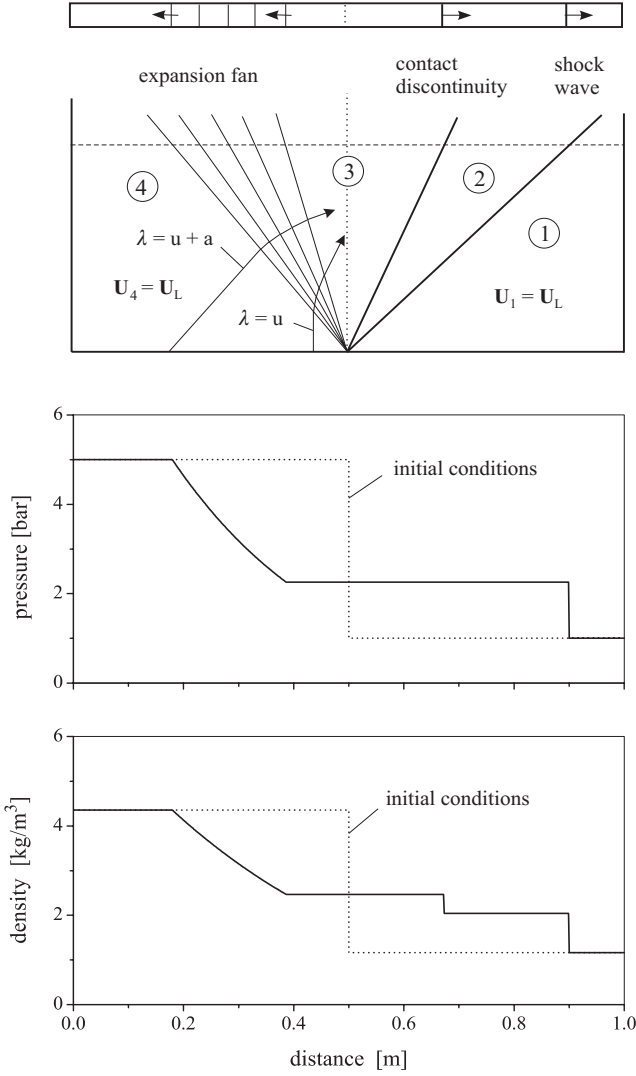 expansion fan
contact
discontinuity
shock
wave
4
3
2
1
λ = u + a
U4 = UL
λ = u
U1 = UL
6
4
2
0
pressure [bar]
initial conditions
6
4
2
0
density [kg/m³]
initial conditions
0.0 0.2 0.4 0.6 0.8 1.0
distance [m]